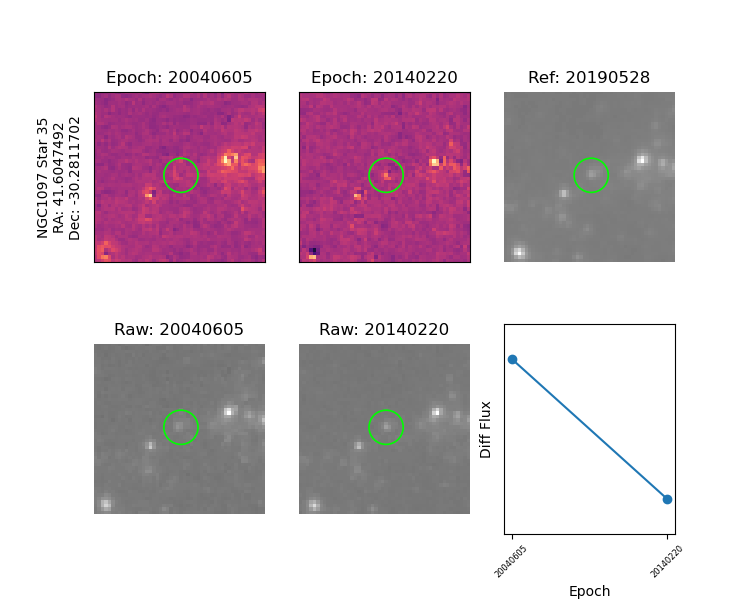 Epoch: 20040605
Epoch: 20140220
Ref: 20190528
NGC1097 Star 35
RA: 41.6047492
Dec: -30.2811702
Raw: 20040605
Raw: 20140220
Diff Flux
20040605
20140220
Epoch